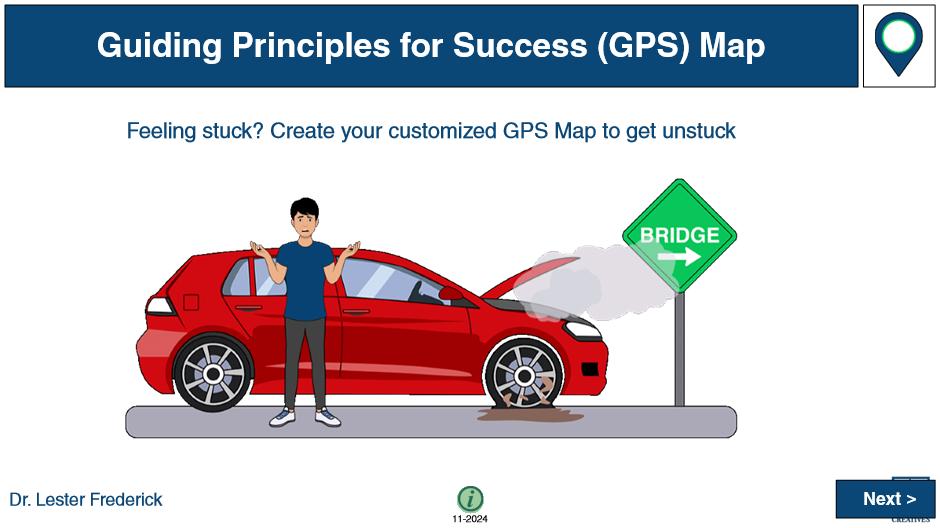 Guiding Principles for Success (GPS) Map
Feeling stuck? Create your customized GPS Map to get unstuck
BRIDGE
Dr. Lester Frederick
i
11-2024
Next >
CREATIVES